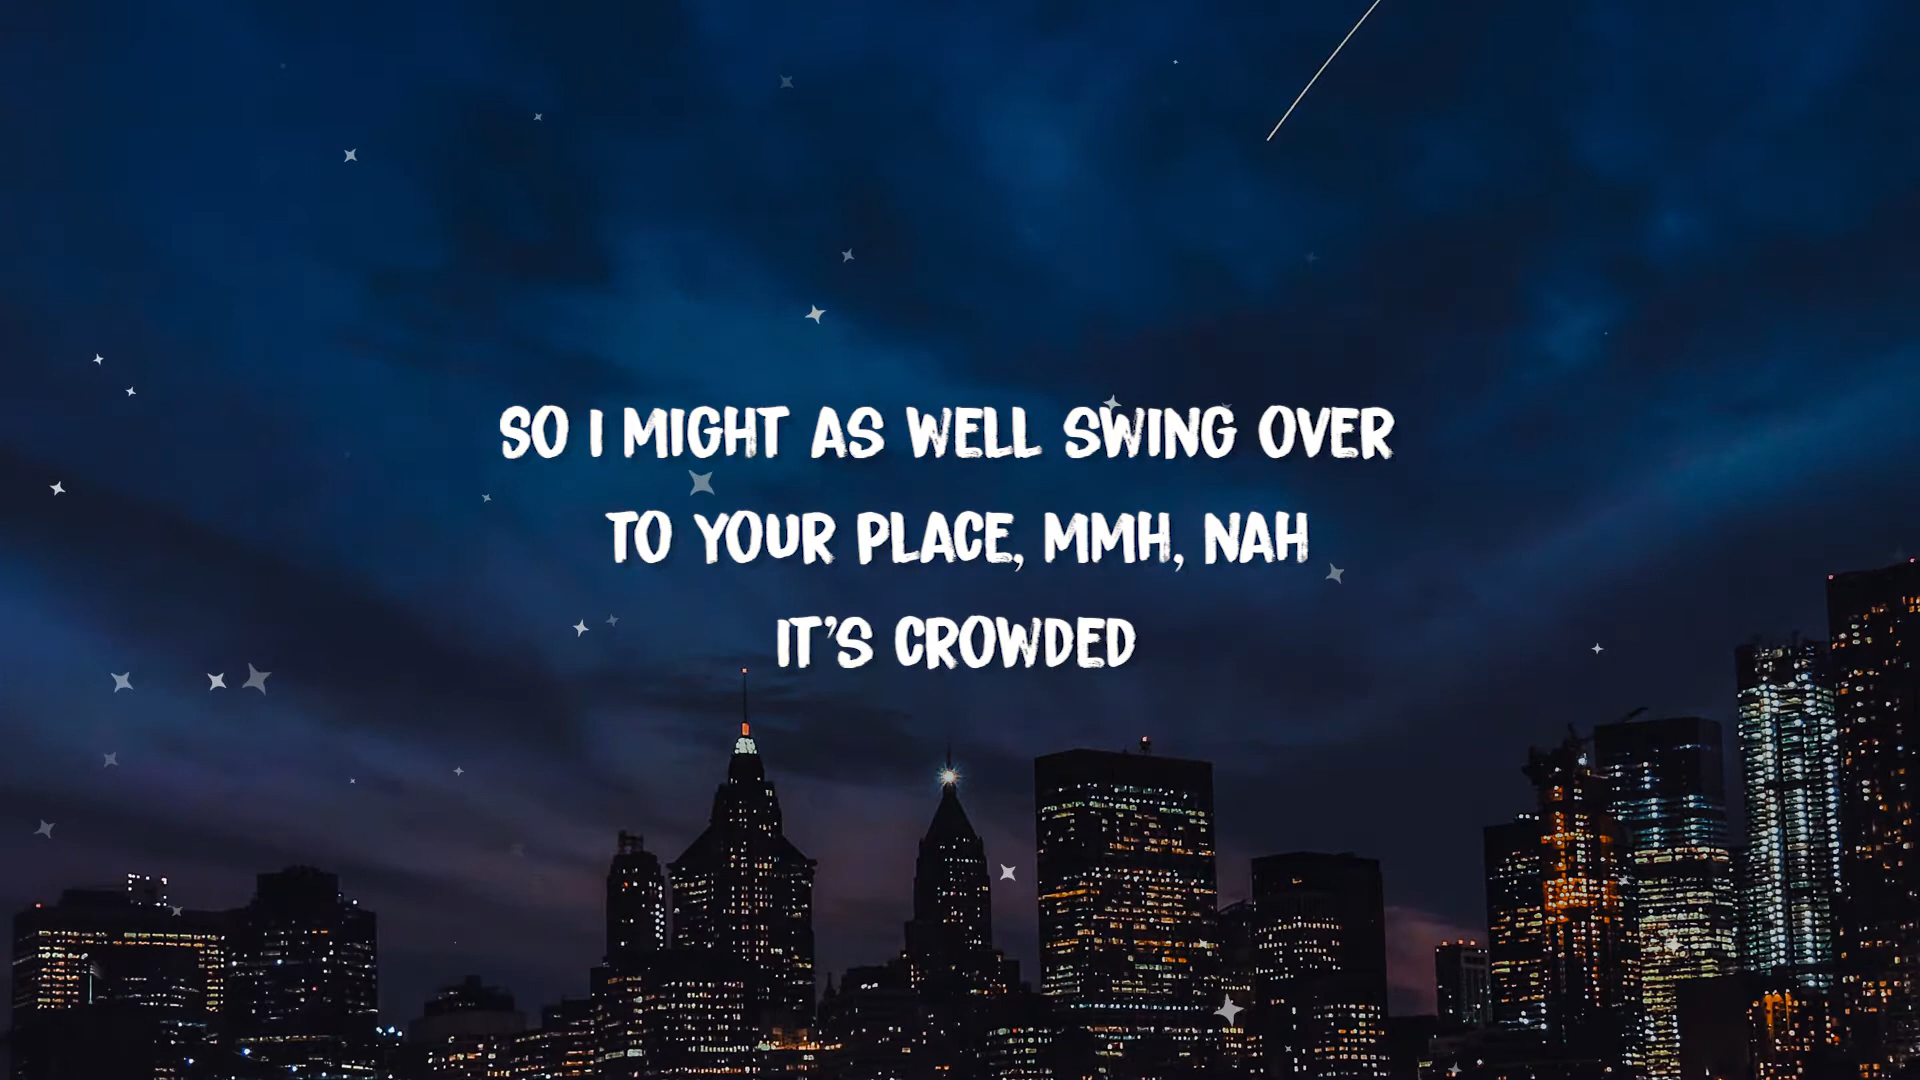 SO I MIGHT AS WELL SWING OVER
TO YOUR PLACE, MMH, NAH
IT'S CROWDED